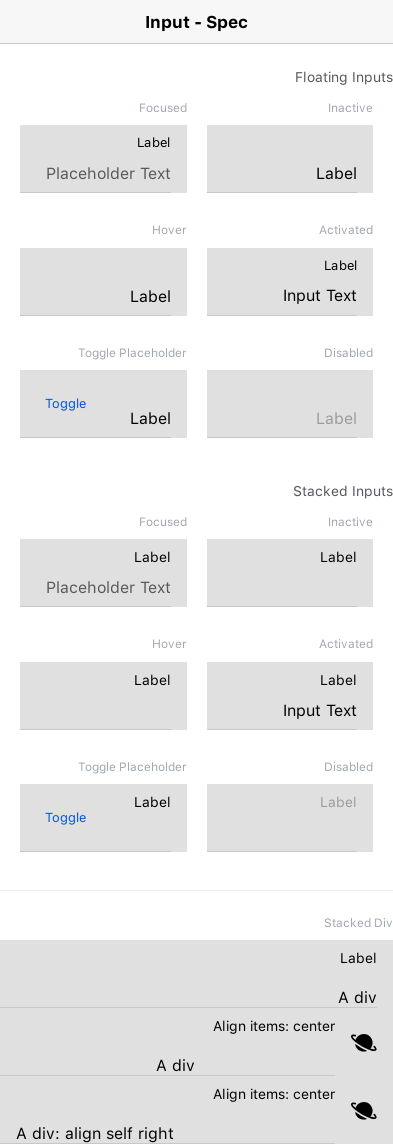 Input - Spec
Floating Inputs
Focused
Inactive
Label
Placeholder Text
Label
Hover
Activated
Label
Label
Input Text
Toggle Placeholder
Disabled
Toggle
Label
Label
Stacked Inputs
Focused
Inactive
Label
Placeholder Text
Label
Hover
Activated
Label
Label
Input Text
Toggle Placeholder
Disabled
Label
Toggle
Label
Stacked Div
Label
A div
Align items: center
A div
Align items: center
A div: align self right